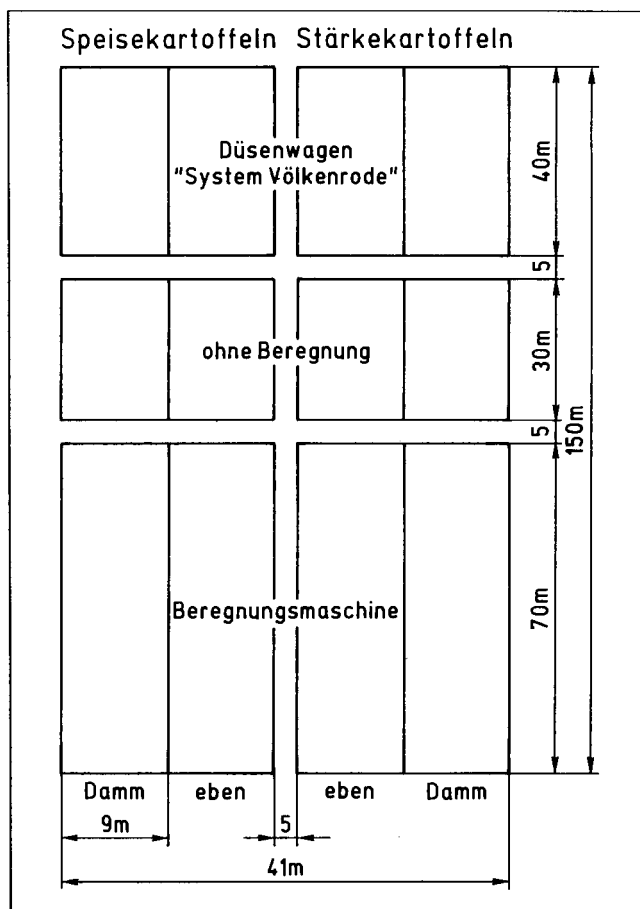 Speisekartoffeln Stärkekartoffeln
Düsenwagen
"System Völkenrode"
40m
5
ohne Beregnung
30m
5
150m
Beregnungsmaschine
70m
Damm eben eben Damm
9m 5
41m